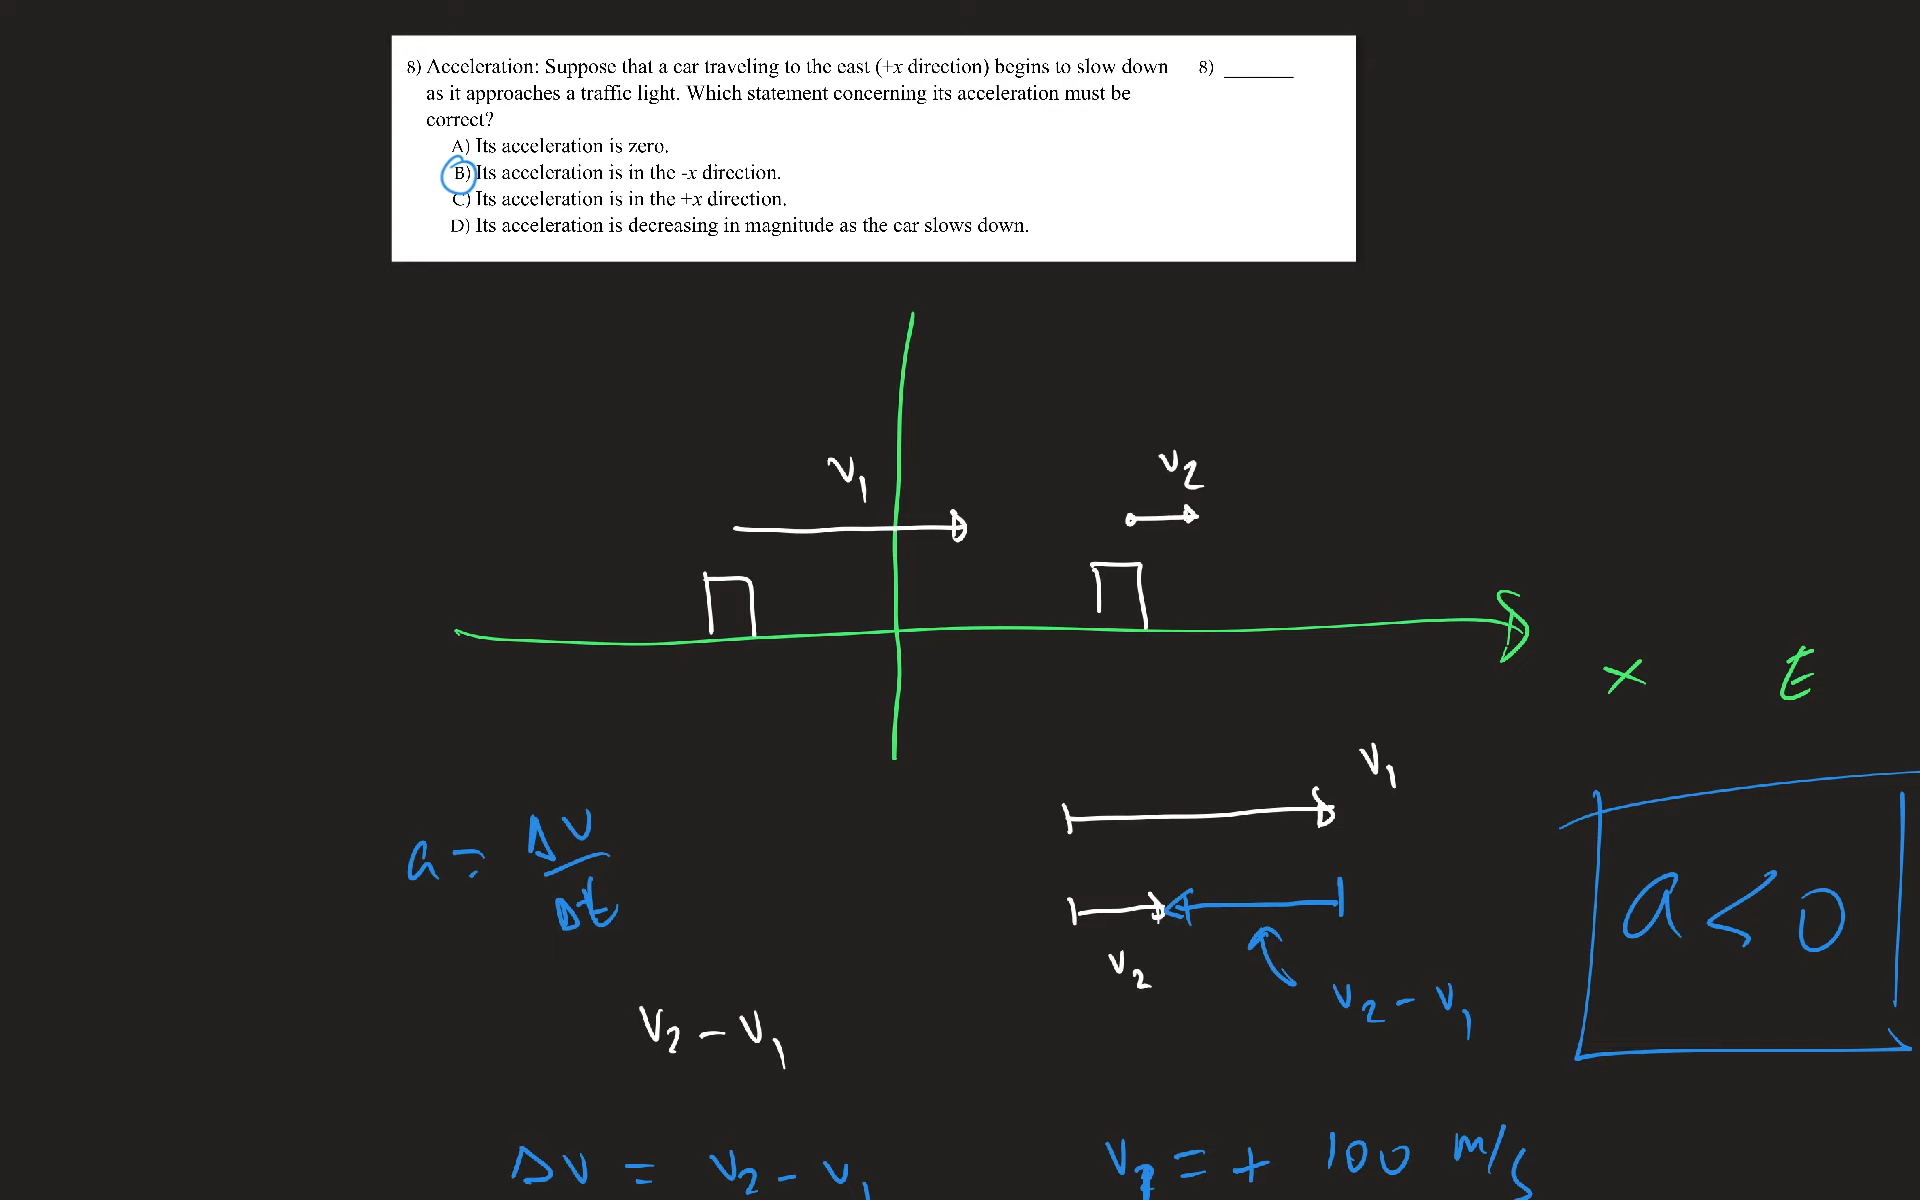 8) Acceleration: Suppose that a car traveling to the east (+x direction) begins to slow down 8) _______
as it approaches a traffic light. Which statement concerning its acceleration must be
correct?
A) Its acceleration is zero.
B) Its acceleration is in the -x direction.
C) Its acceleration is in the +x direction.
D) Its acceleration is decreasing in magnitude as the car slows down.
v₁
v₂
x
v₁
a = Δv/Δt
a < 0
v₂
v₂ - v₁
v₂ - v₁
Δv = v₂ - v₁
= + 100 m/s